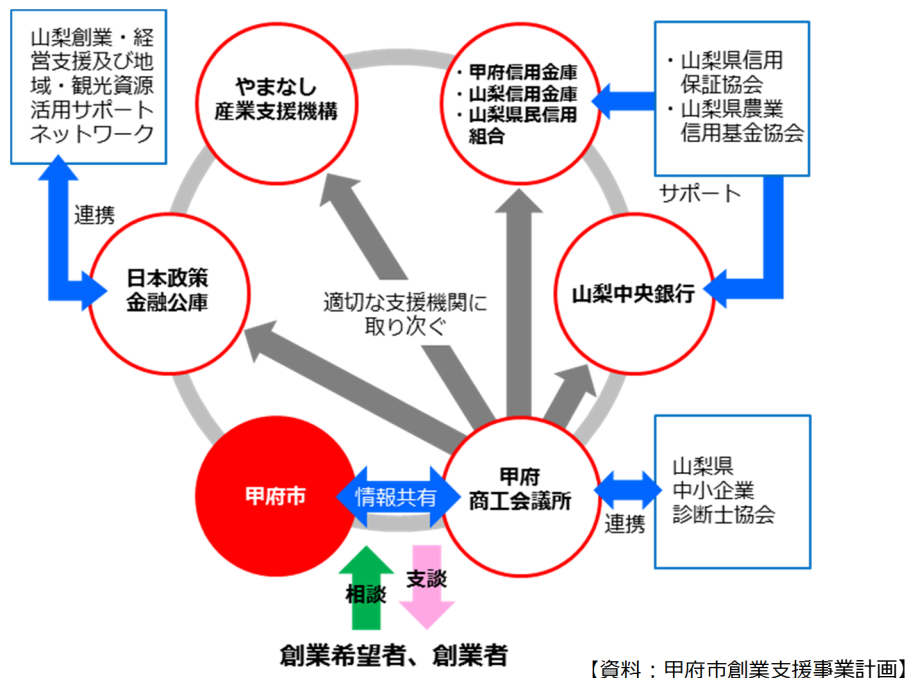 山梨創業・経
営支援及び地
域・観光資源
活用サポート
ネットワーク
やまなし
産業支援機構
・甲府信用金庫
・山梨信用金庫
・山梨県民信用
組合
・山梨県信用
保証協会
・山梨県農業
信用基金協会
サポート
連携
日本政策
金融公庫
適切な支援機関に
取り次ぐ
山梨中央銀行
甲府市
情報共有
甲府
商工会議所
連携
山梨県
中小企業
診断士協会
相談
支談
創業希望者、創業者
【資料：甲府市創業支援事業計画】